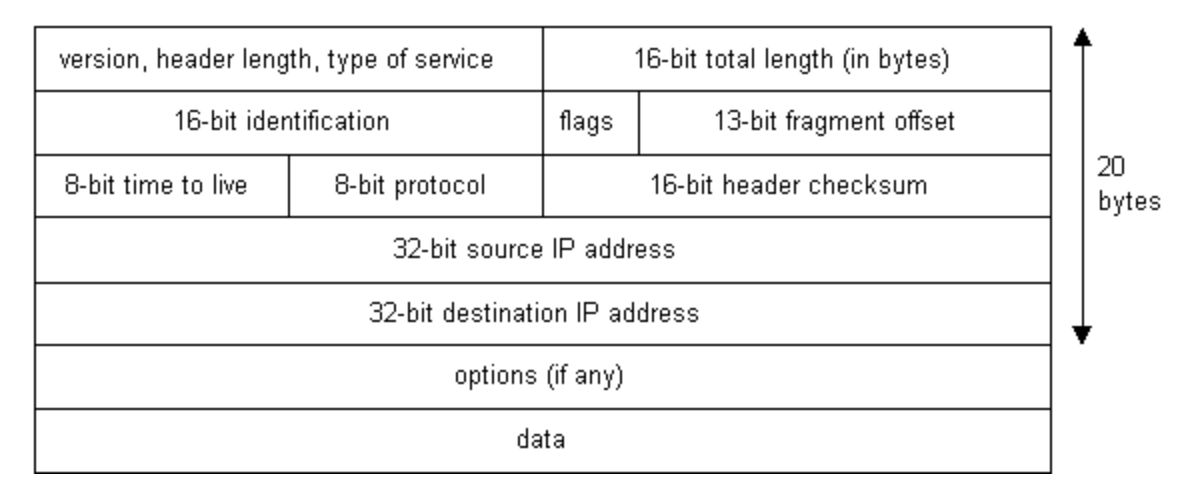 version, header length, type of service
16-bit total length (in bytes)
16-bit identification
flags
13-bit fragment offset
8-bit time to live
8-bit protocol
16-bit header checksum
32-bit source IP address
32-bit destination IP address
options (if any)
data
20
bytes